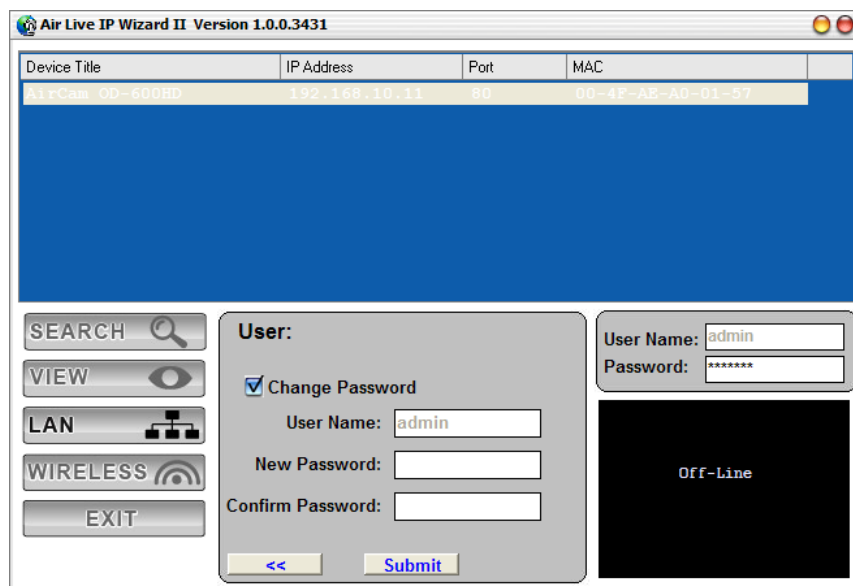 Air Live IP Wizard II Version 1.0.0.3431
Device Title IP Address Port MAC
AirCam OD-600HD 192.168.10.11 80 00-4F-AE-A0-01-57
SEARCH
VIEW
LAN
WIRELESS
EXIT
User:
Change Password
User Name: admin
New Password:
Confirm Password:
<< Submit
User Name: admin
Password: *******
Off-Line